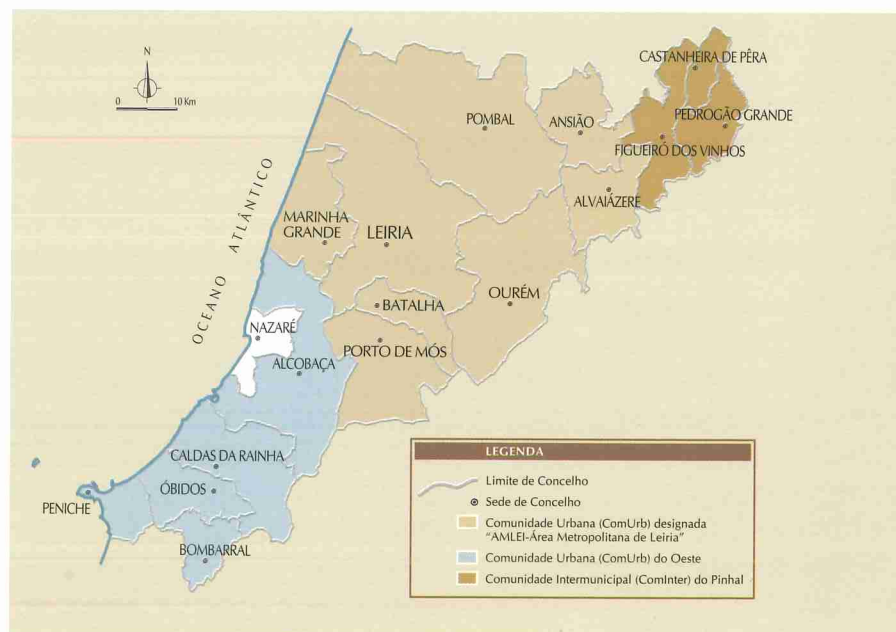 N
0 10 Km
OCEANO ATLÂNTICO
CASTANHEIRA DE PÊRA
POMBAL
ANSIÃO
PEDROGÃO GRANDE
FIGUEIRÓ DOS VINHOS
ALVAIÁZERE
MARINHA
GRANDE
LEIRIA
OURÉM
BATALHA
NAZARÉ
PORTO DE MÓS
ALCOBAÇA
CALDAS DA RAINHA
ÓBIDOS
PENICHE
BOMBARRAL
LEGENDA
Limite de Concelho
Sede de Concelho
Comunidade Urbana (ComUrb) designada
"AMLEI-Área Metropolitana de Leiria"
Comunidade Urbana (ComUrb) do Oeste
Comunidade Intermunicipal (ComInter) do Pinhal